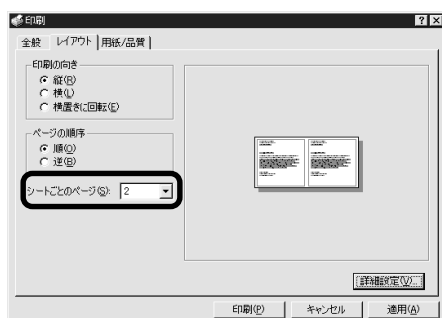 印刷
全般 レイアウト 用紙/品質
印刷の向き
縦(R)
横(L)
横置きに回転(E)
ページの順序
順(O)
逆(B)
シートごとのページ(S): 2
詳細設定(V)...
印刷(P) キャンセル 適用(A)